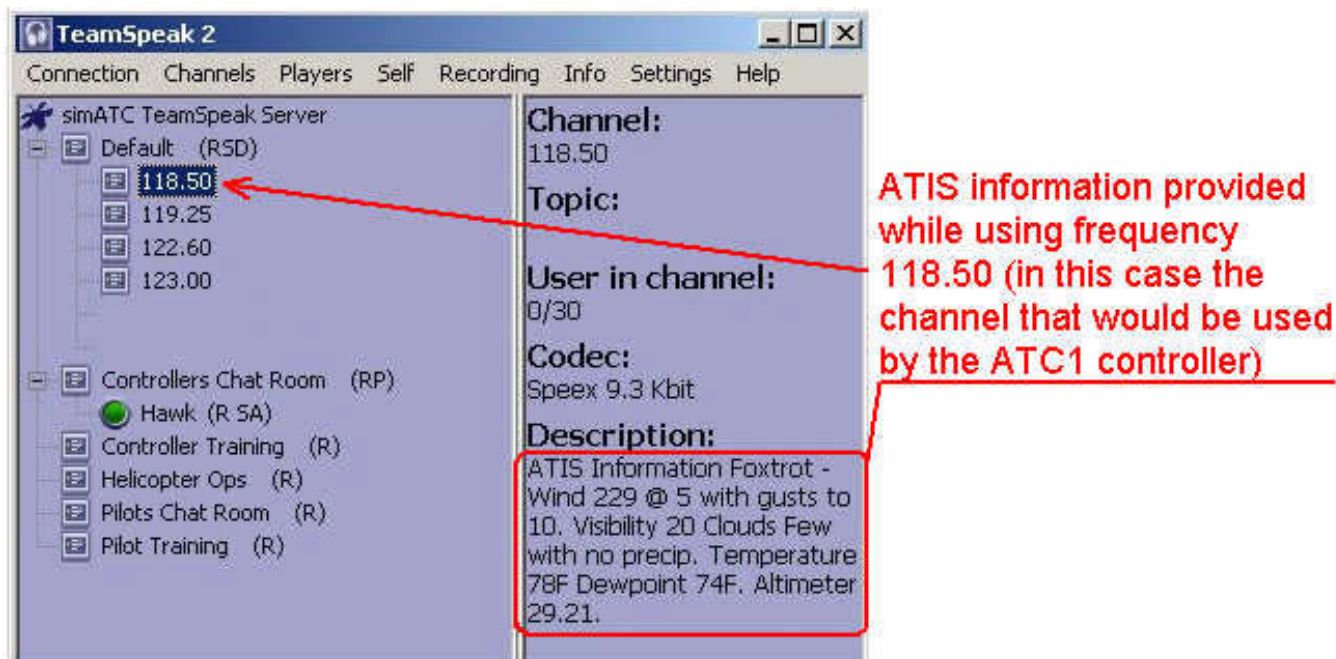 TeamSpeak 2
Connection Channels Players Self Recording Info Settings Help
simATC TeamSpeak Server
Default (RSD)
118.50
119.25
122.60
123.00
Controllers Chat Room (RP)
Hawk (R SA)
Controller Training (R)
Helicopter Ops (R)
Pilots Chat Room (R)
Pilot Training (R)
Channel:
118.50
Topic:
User in channel:
0/30
Codec:
Speex 9.3 Kbit
Description:
ATIS Information Foxtrot -
Wind 229 @ 5 with gusts to
10. Visibility 20 Clouds Few
with no precip. Temperature
78F Dewpoint 74F. Altimeter
29.21.
ATIS information provided
while using frequency
118.50 (in this case the
channel that would be used
by the ATC1 controller)